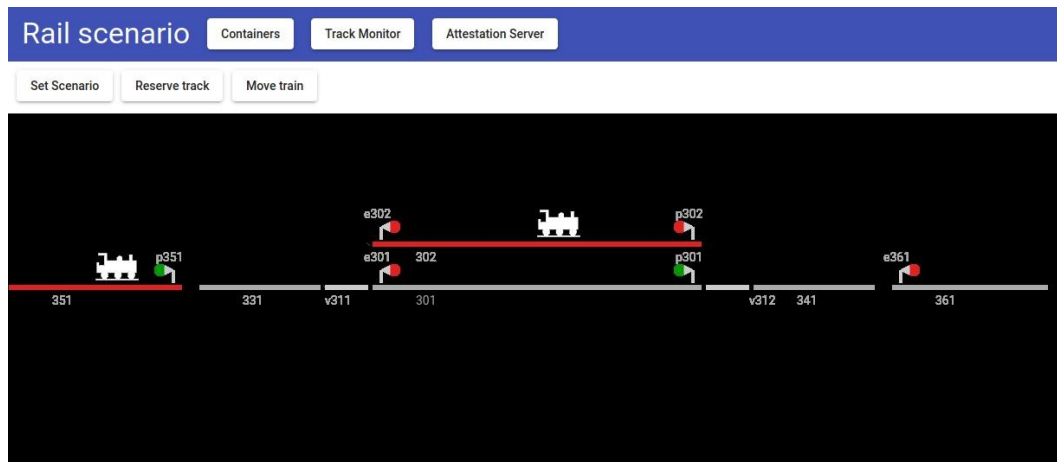 Rail scenario Containers Track Monitor Attestation Server
Set Scenario Reserve track Move train
e302 p302
p351 e301 302 p301 e361
351 331 v311 301 v312 341 361